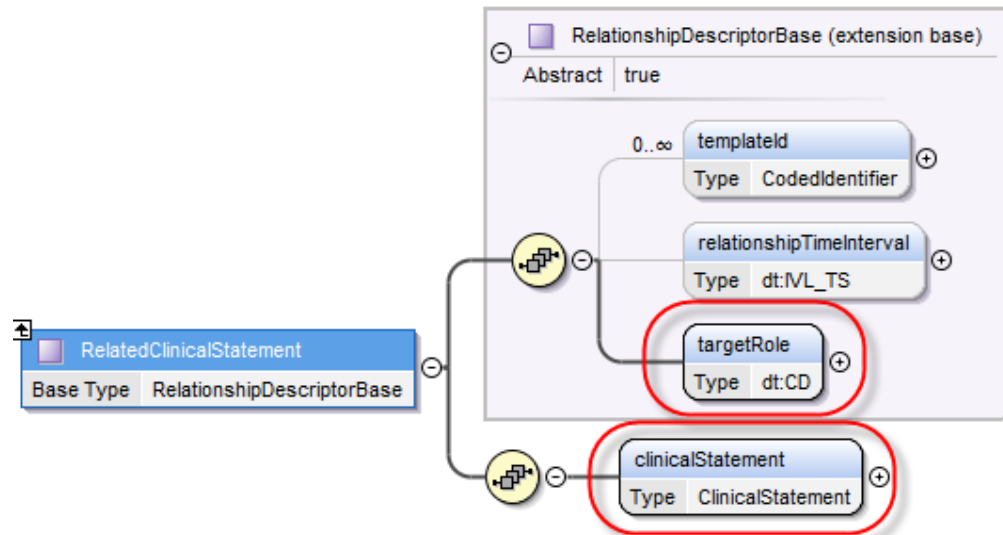 RelationshipDescriptorBase (extension base)
Abstract true
0..∞
templateId
Type CodedIdentifier
relationshipTimeInterval
Type dt:IVL_TS
targetRole
Type dt:CD
RelatedClinicalStatement
Base Type RelationshipDescriptorBase
clinicalStatement
Type ClinicalStatement